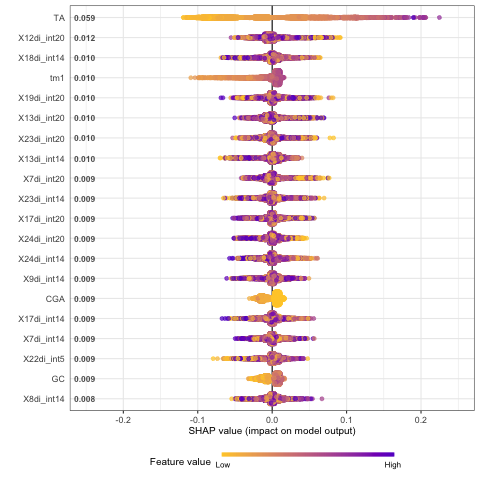 TA 0.059
X12di_int20 0.012
X18di_int14 0.010
tm1 0.010
X19di_int20 0.010
X13di_int20 0.010
X23di_int20 0.010
X13di_int14 0.010
X7di_int20 0.009
X23di_int14 0.009
X17di_int20 0.009
X24di_int20 0.009
X24di_int14 0.009
X9di_int14 0.009
CGA 0.009
X17di_int14 0.009
X7di_int14 0.009
X22di_int5 0.009
GC 0.009
X8di_int14 0.008
-0.2 -0.1 0.0 0.1 0.2
SHAP value (impact on model output)
Feature value
Low High